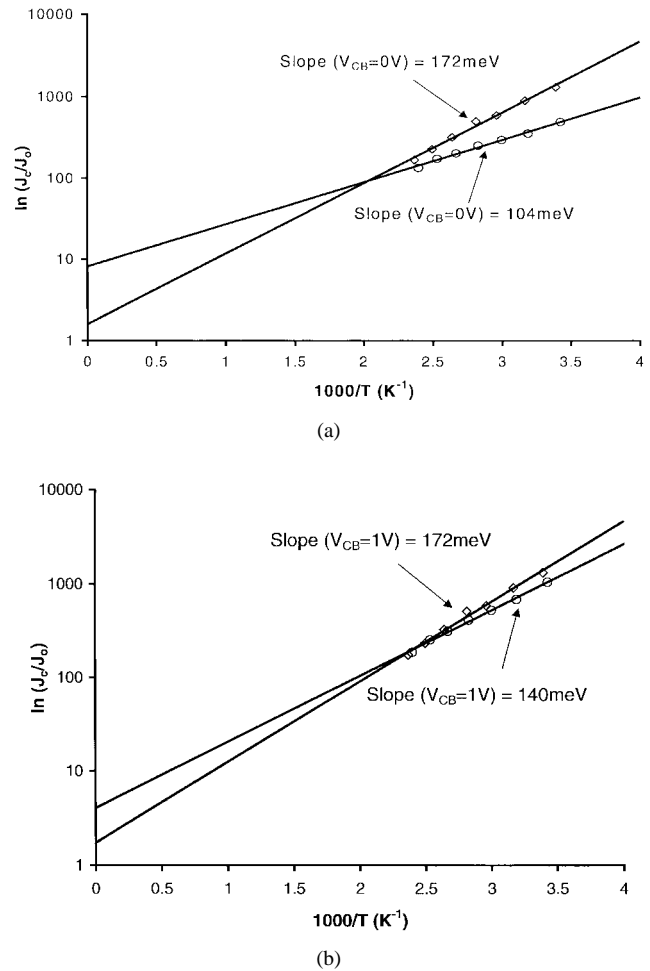 10000
Slope (V_CB=0V) = 172meV
1000
ln (J_c/J_o)
100
Slope (V_CB=0V) = 104meV
10
1
0 0.5 1 1.5 2 2.5 3 3.5 4
1000/T (K⁻¹)
(a)
10000
Slope (V_CB=1V) = 172meV
1000
ln (J_c/J_o)
100
Slope (V_CB=1V) = 140meV
10
1
0 0.5 1 1.5 2 2.5 3 3.5 4
1000/T (K⁻¹)
(b)